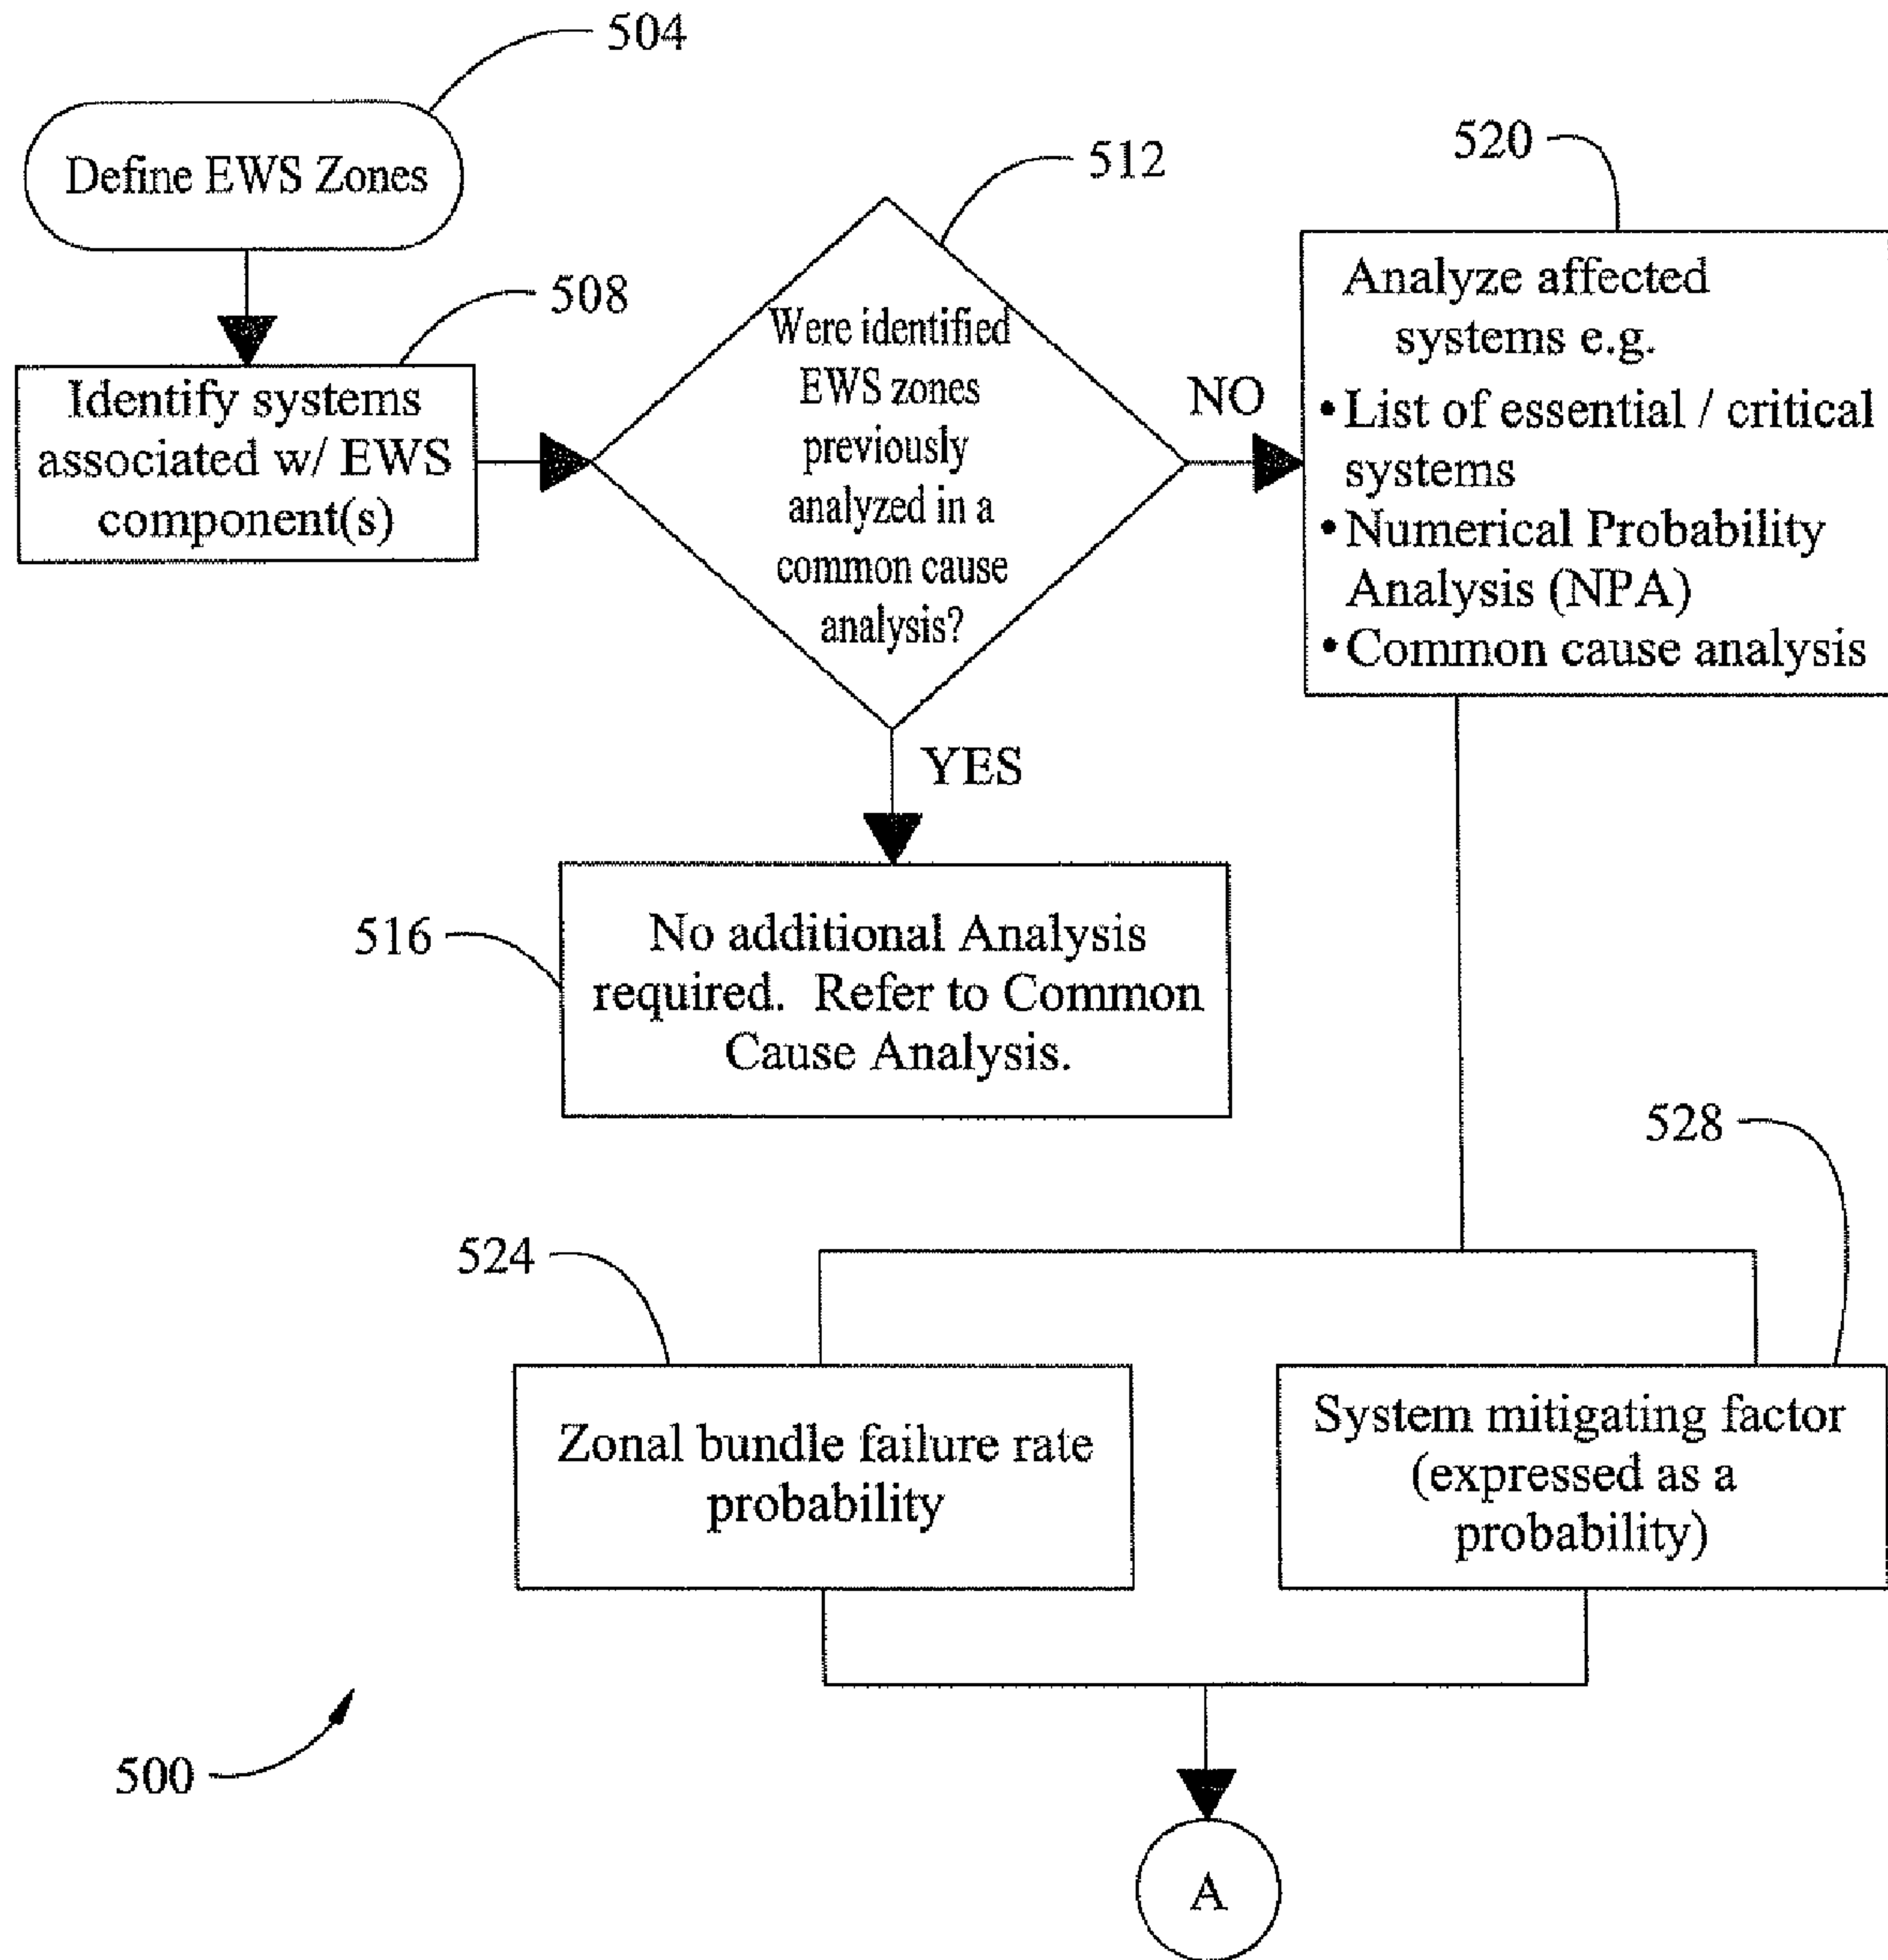 504
Define EWS Zones
508
Identify systems
associated w/ EWS
component(s)
512
Were identified
EWS zones
previously
analyzed in a
common cause
analysis?
NO
YES
520
Analyze affected
systems e.g.
• List of essential / critical
systems
• Numerical Probability
Analysis (NPA)
• Common cause analysis
516
No additional Analysis
required. Refer to Common
Cause Analysis.
524
Zonal bundle failure rate
probability
528
System mitigating factor
(expressed as a
probability)
500
A